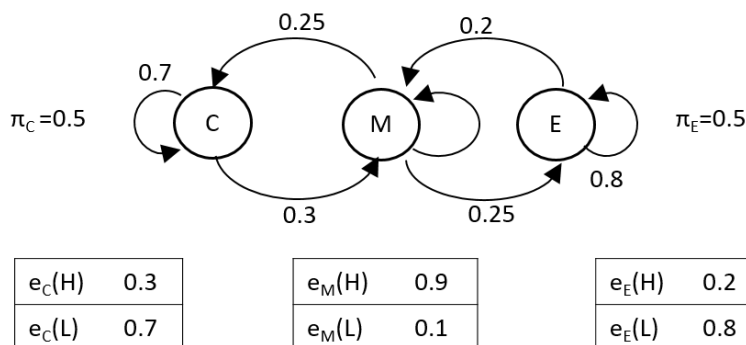 0.25
0.2
0.7
π_C =0.5
C
M
E
π_E=0.5
0.8
0.3
0.25
e_C(H) 0.3
e_C(L) 0.7
e_M(H) 0.9
e_M(L) 0.1
e_E(H) 0.2
e_E(L) 0.8